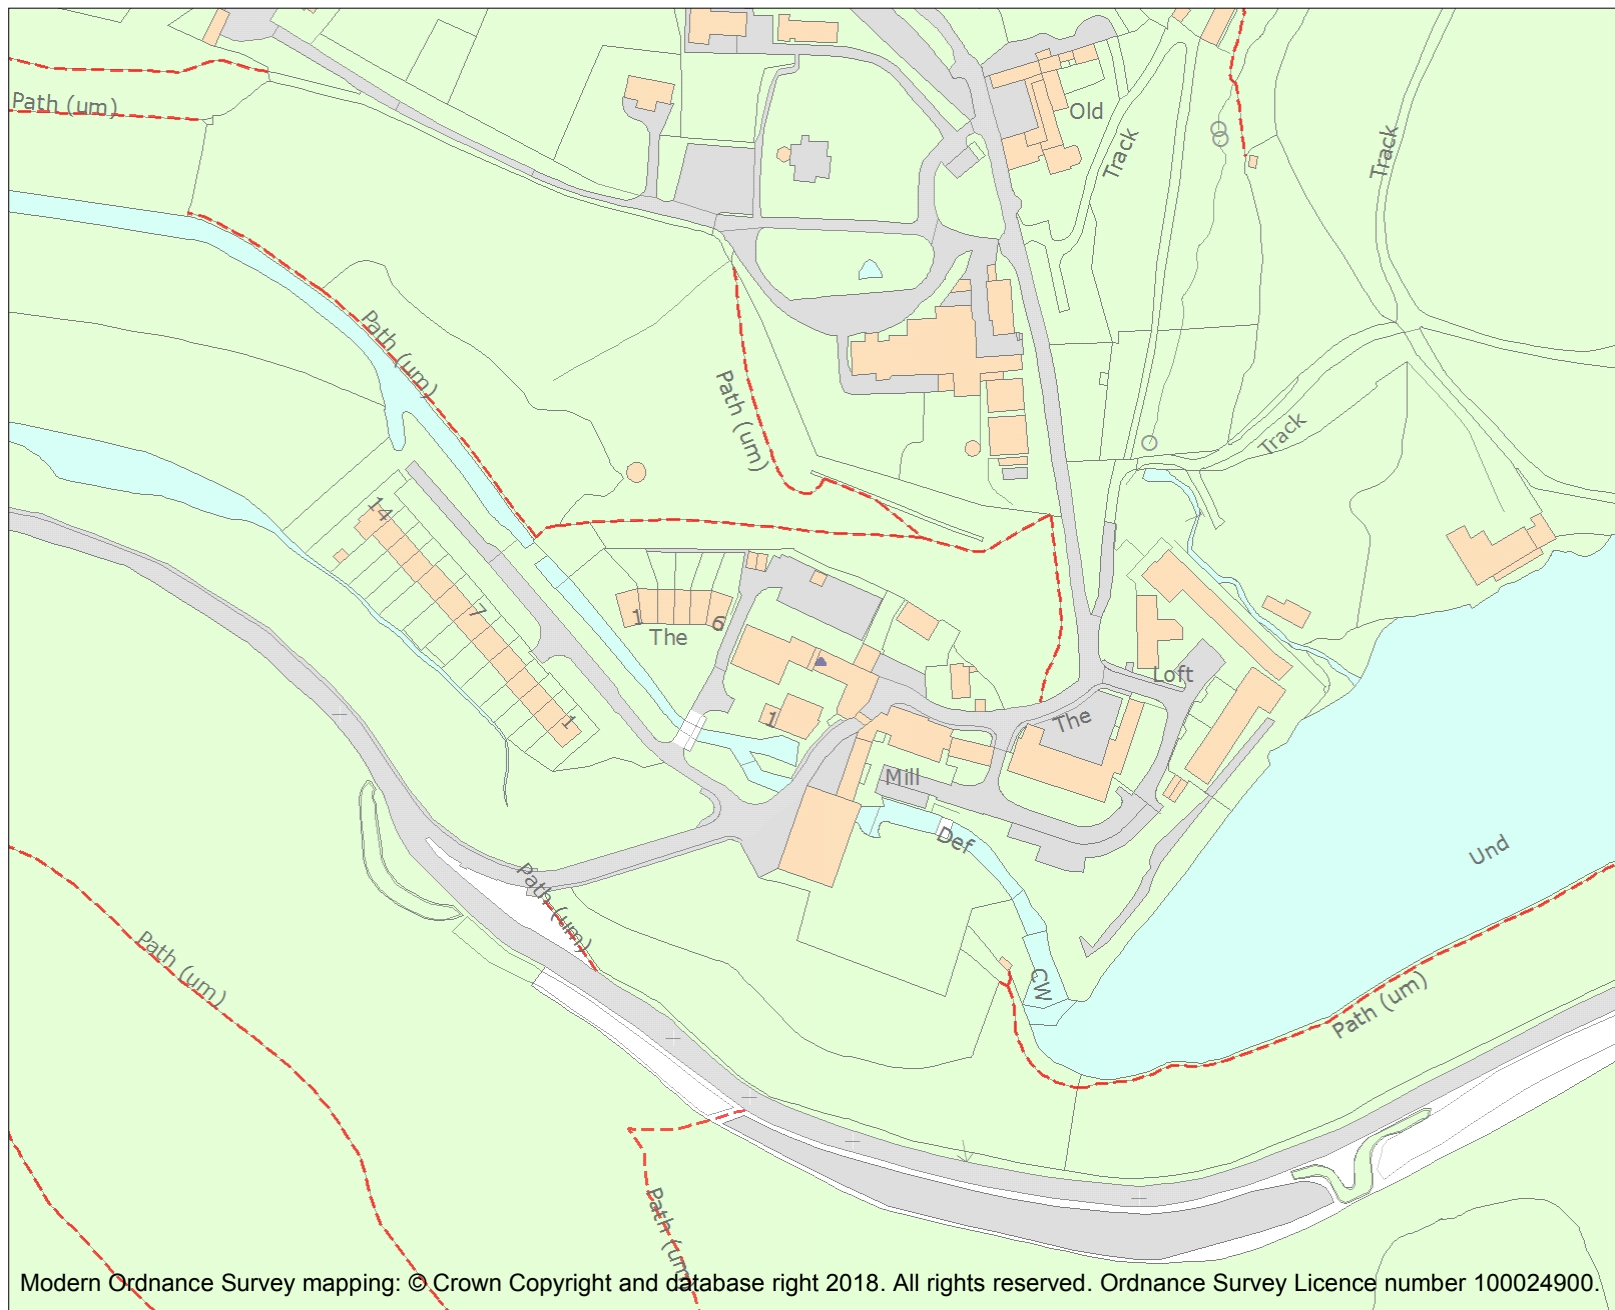 Path (um)
Old
Track
Track
Path (um)
Path (um)
Track
14
7
1
1
6
The
1
Loft
The
Mill
Def
Und
Path (um)
Path (um)
CW
Path (um)
Path (um)
Modern Ordnance Survey mapping: © Crown Copyright and database right 2018. All rights reserved. Ordnance Survey Licence number 100024900.